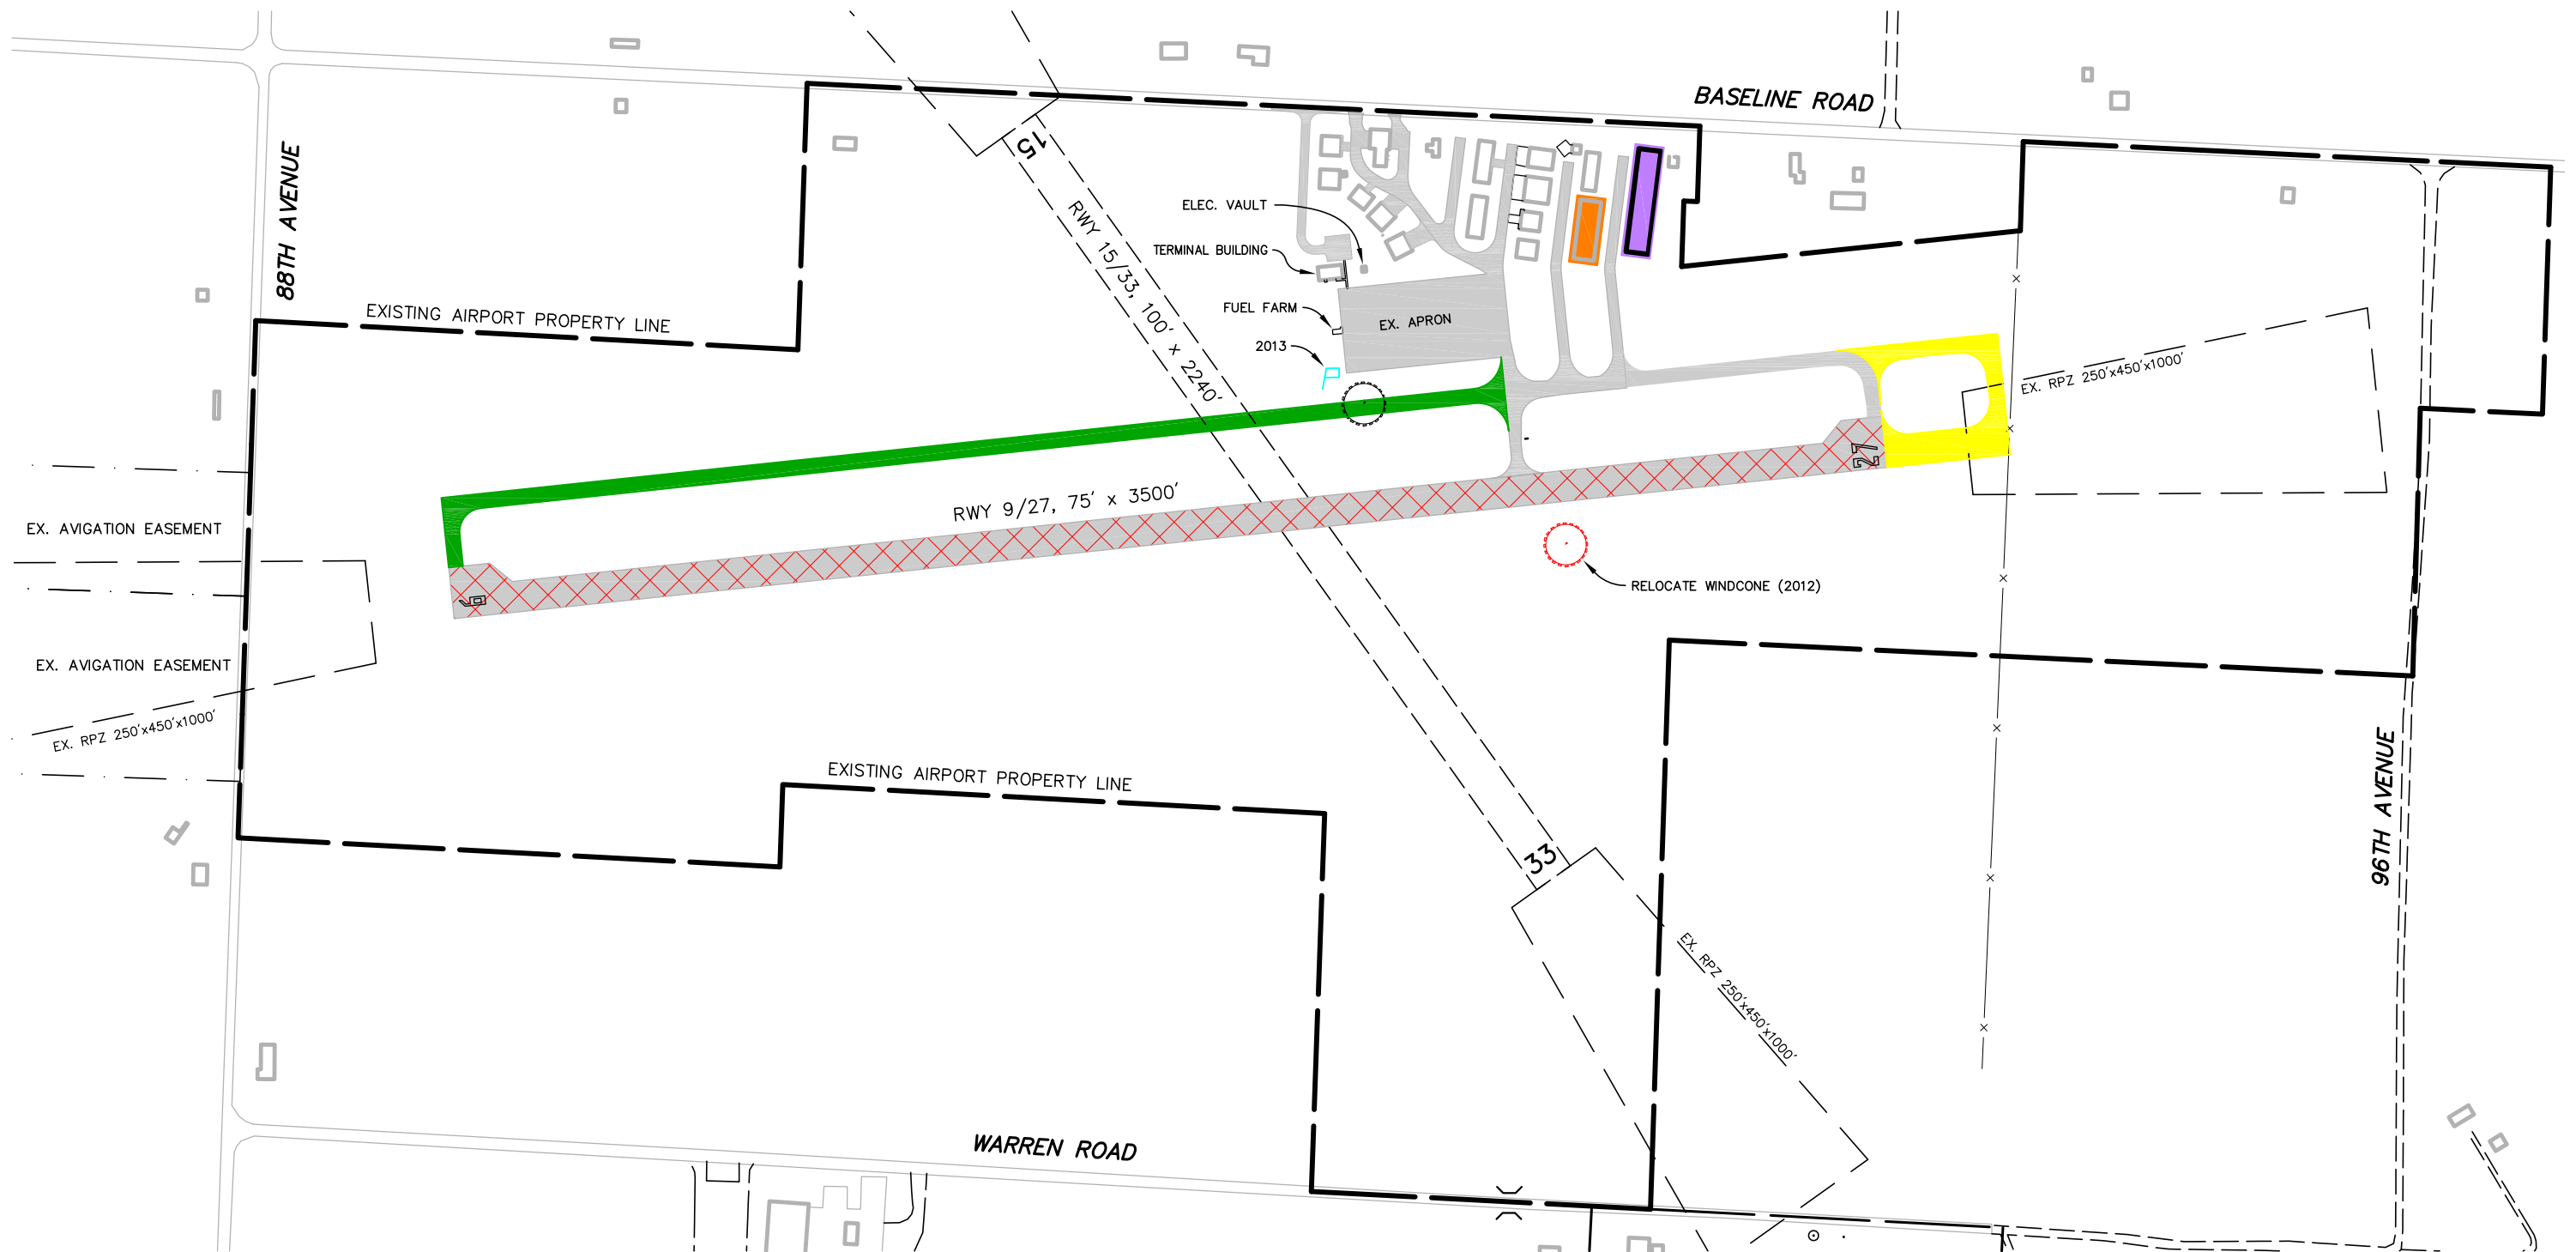 BASELINE ROAD
88TH AVENUE
15
RWY 15/33, 100' x 2240'
ELEC. VAULT
TERMINAL BUILDING
FUEL FARM
2013
EX. APRON
EXISTING AIRPORT PROPERTY LINE
EX. RPZ 250'x450'x1000'
27
RWY 9/27, 75' x 3500'
EX. AVIGATION EASEMENT
9
RELOCATE WINDCONE (2012)
EX. AVIGATION EASEMENT
EX. RPZ 250'x450'x1000'
EXISTING AIRPORT PROPERTY LINE
96TH AVENUE
33
EX. RPZ 250'x450'x1000'
WARREN ROAD